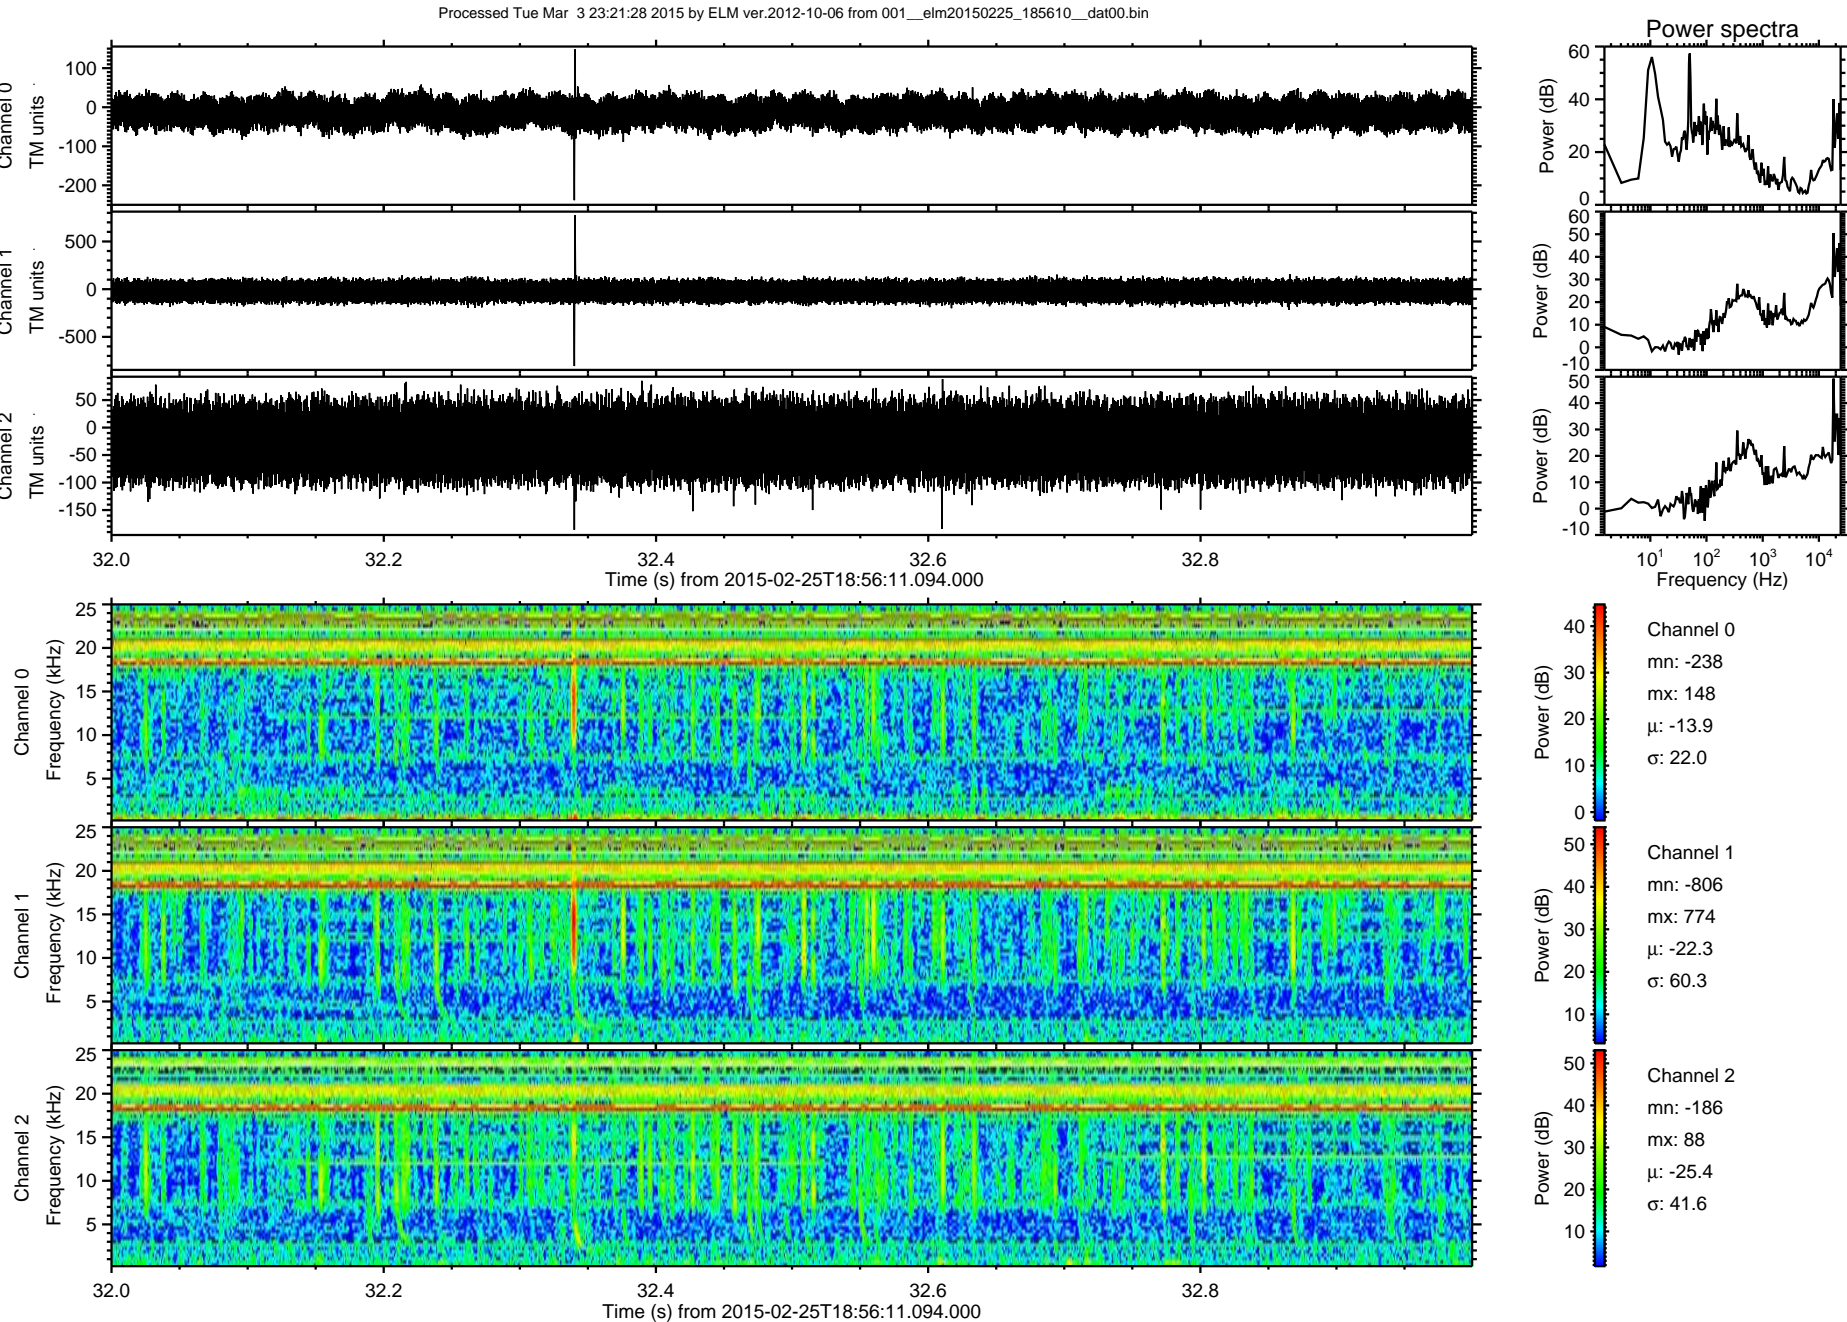 Processed Tue Mar  3 23:21:28 2015 by ELM ver.2012-10-06 from 001__elm20150225_185610__dat00.bin
Power spectra
Channel 0
TM units
100
0
-100
-200
Power (dB)
60
40
20
0
Channel 1
TM units
500
0
-500
Power (dB)
60
50
40
30
20
10
0
-10
Channel 2
TM units
50
0
-50
-100
-150
Power (dB)
50
40
30
20
10
0
-10
32.0 32.2 32.4 32.6 32.8
Time (s) from 2015-02-25T18:56:11.094.000
10^1 10^2 10^3 10^4
Frequency (Hz)
Channel 0
Frequency (kHz)
25
20
15
10
5
Power (dB)
40
30
20
10
0
Channel 0
mn: -238
mx: 148
μ: -13.9
σ: 22.0
Channel 1
Frequency (kHz)
25
20
15
10
5
Power (dB)
50
40
30
20
10
Channel 1
mn: -806
mx: 774
μ: -22.3
σ: 60.3
Channel 2
Frequency (kHz)
25
20
15
10
5
Power (dB)
50
40
30
20
10
Channel 2
mn: -186
mx: 88
μ: -25.4
σ: 41.6
32.0 32.2 32.4 32.6 32.8
Time (s) from 2015-02-25T18:56:11.094.000